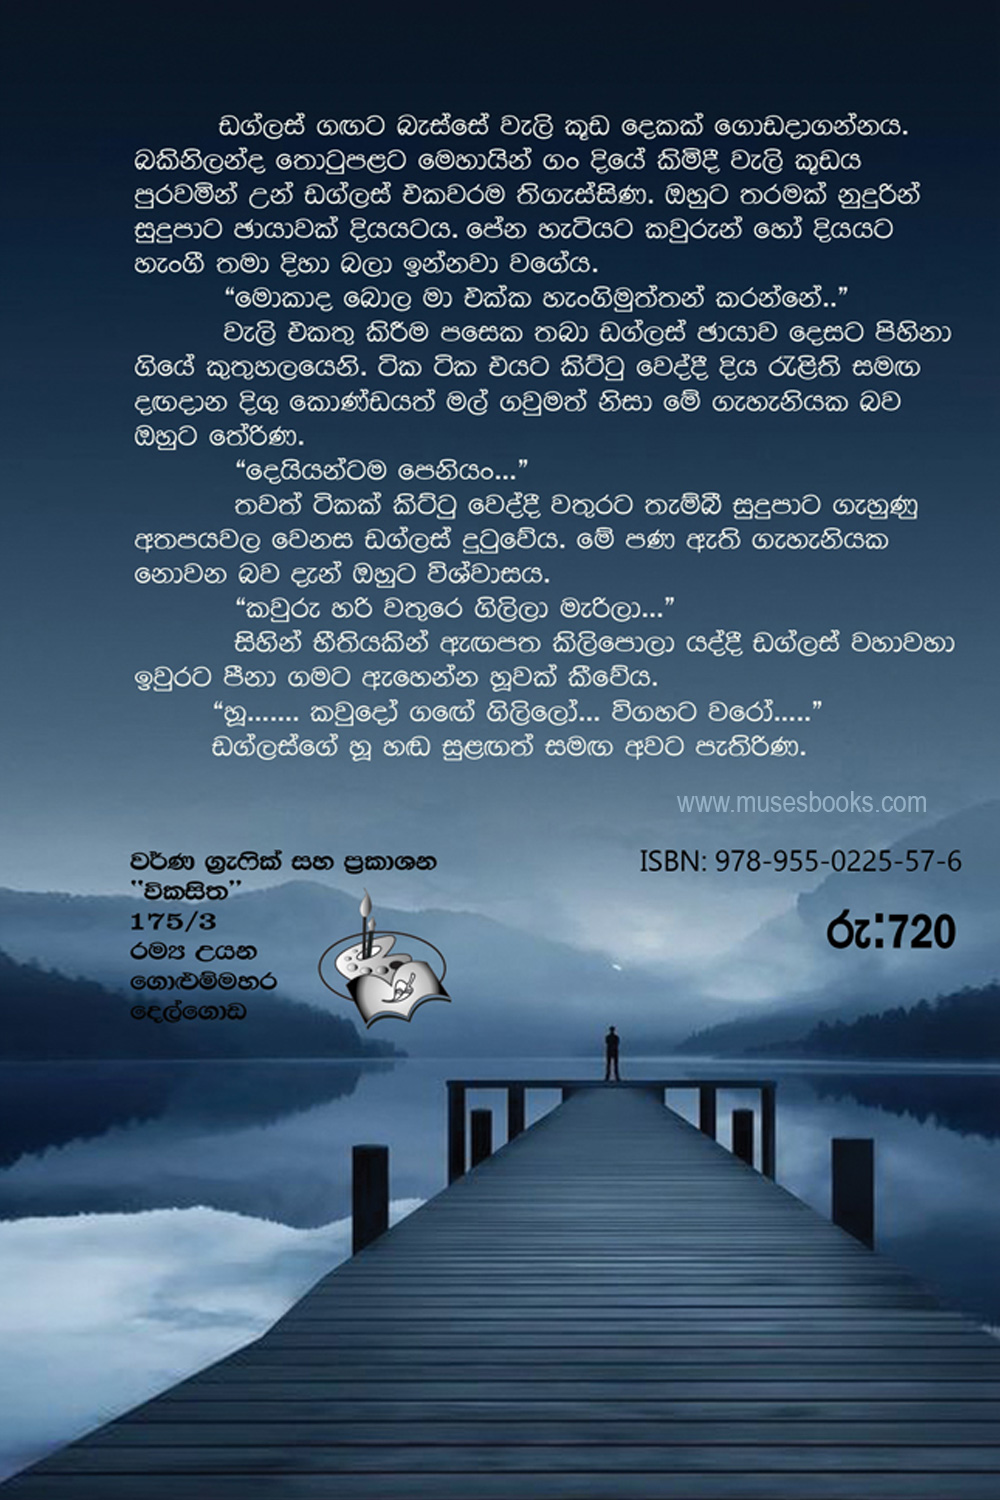 ඩග්ලස් ගඟට බැස්සේ වැලි කූඩ දෙකක් ගොඩදාගන්නය.
බකිනිලන්ද තොටුපළට මෙහායින් ගං දියේ කිමිදී වැලි කූඩය
පුරවමින් උන් ඩග්ලස් එකවරම තිගැස්සිණ. ඔහුට තරමක් නුදුරින්
සුදුපාට ඡායාවක් දියයටය. පේන හැටියට කවුරුන් හෝ දියයට
හැංගී තමා දිහා බලා ඉන්නවා වගේය.
“මොකාද බොල මා එක්ක හැංගිමුත්තන් කරන්නේ..”
වැලි එකතු කිරීම පසෙක තබා ඩග්ලස් ඡායාව දෙසට පිහිනා
ගියේ කුතුහලයෙනි. ටික ටික එයට කිට්ටු වෙද්දී දිය රැළිති සමඟ
දඟදාන දිගු කොණ්ඩයත් මල් ගවුමත් නිසා මේ ගැහැනියක බව
ඔහුට තේරිණ.
“දෙයියන්ටම පෙනියං...”
තවත් ටිකක් කිට්ටු වෙද්දී වතුරට තැම්බී සුදුපාට ගැහුණු
අතපයවල වෙනස ඩග්ලස් දුටුවේය. මේ පණ ඇති ගැහැනියක
නොවන බව දැන් ඔහුට විශ්වාසය.
“කවුරු හරි වතුරෙ ගිලිලා මැරිලා...”
සිහින් භීතියකින් ඇඟපත කිලිපොලා යද්දී ඩග්ලස් වහාවහා
ඉවුරට පීනා ගමට ඇහෙන්න හූවක් කීවේය.
“හූ....... කවුදෝ ගඟේ ගිලිලෝ... විගහට වරෝ.....”
ඩග්ලස්ගේ හූ හඬ සුළඟත් සමඟ අවට පැතිරිණ.
www.musesbooks.com
වර්ණ ග්‍රැෆික් සහ ප්‍රකාශන
"විකසිත"
175/3
රම්‍ය උයන
ගොළුම්මහර
දෙල්ගොඩ
ISBN: 978-955-0225-57-6
රු:720